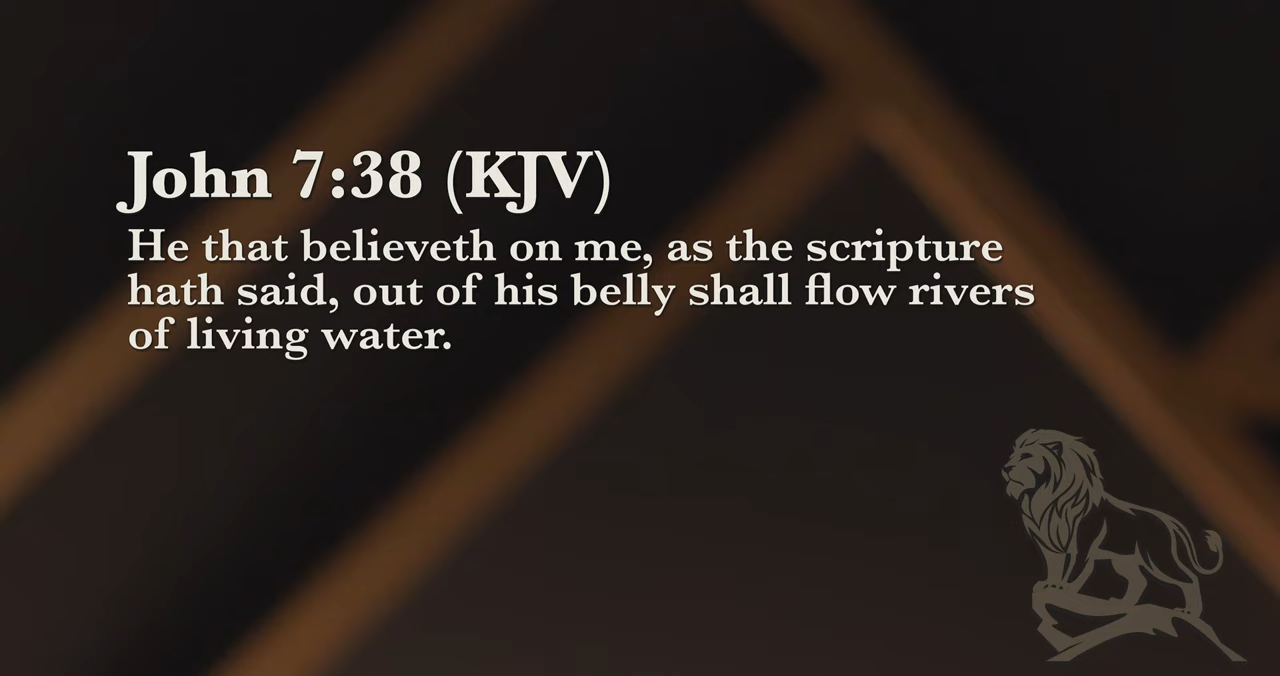 John 7:38 (KJV)
He that believeth on me, as the scripture
hath said, out of his belly shall flow rivers
of living water.